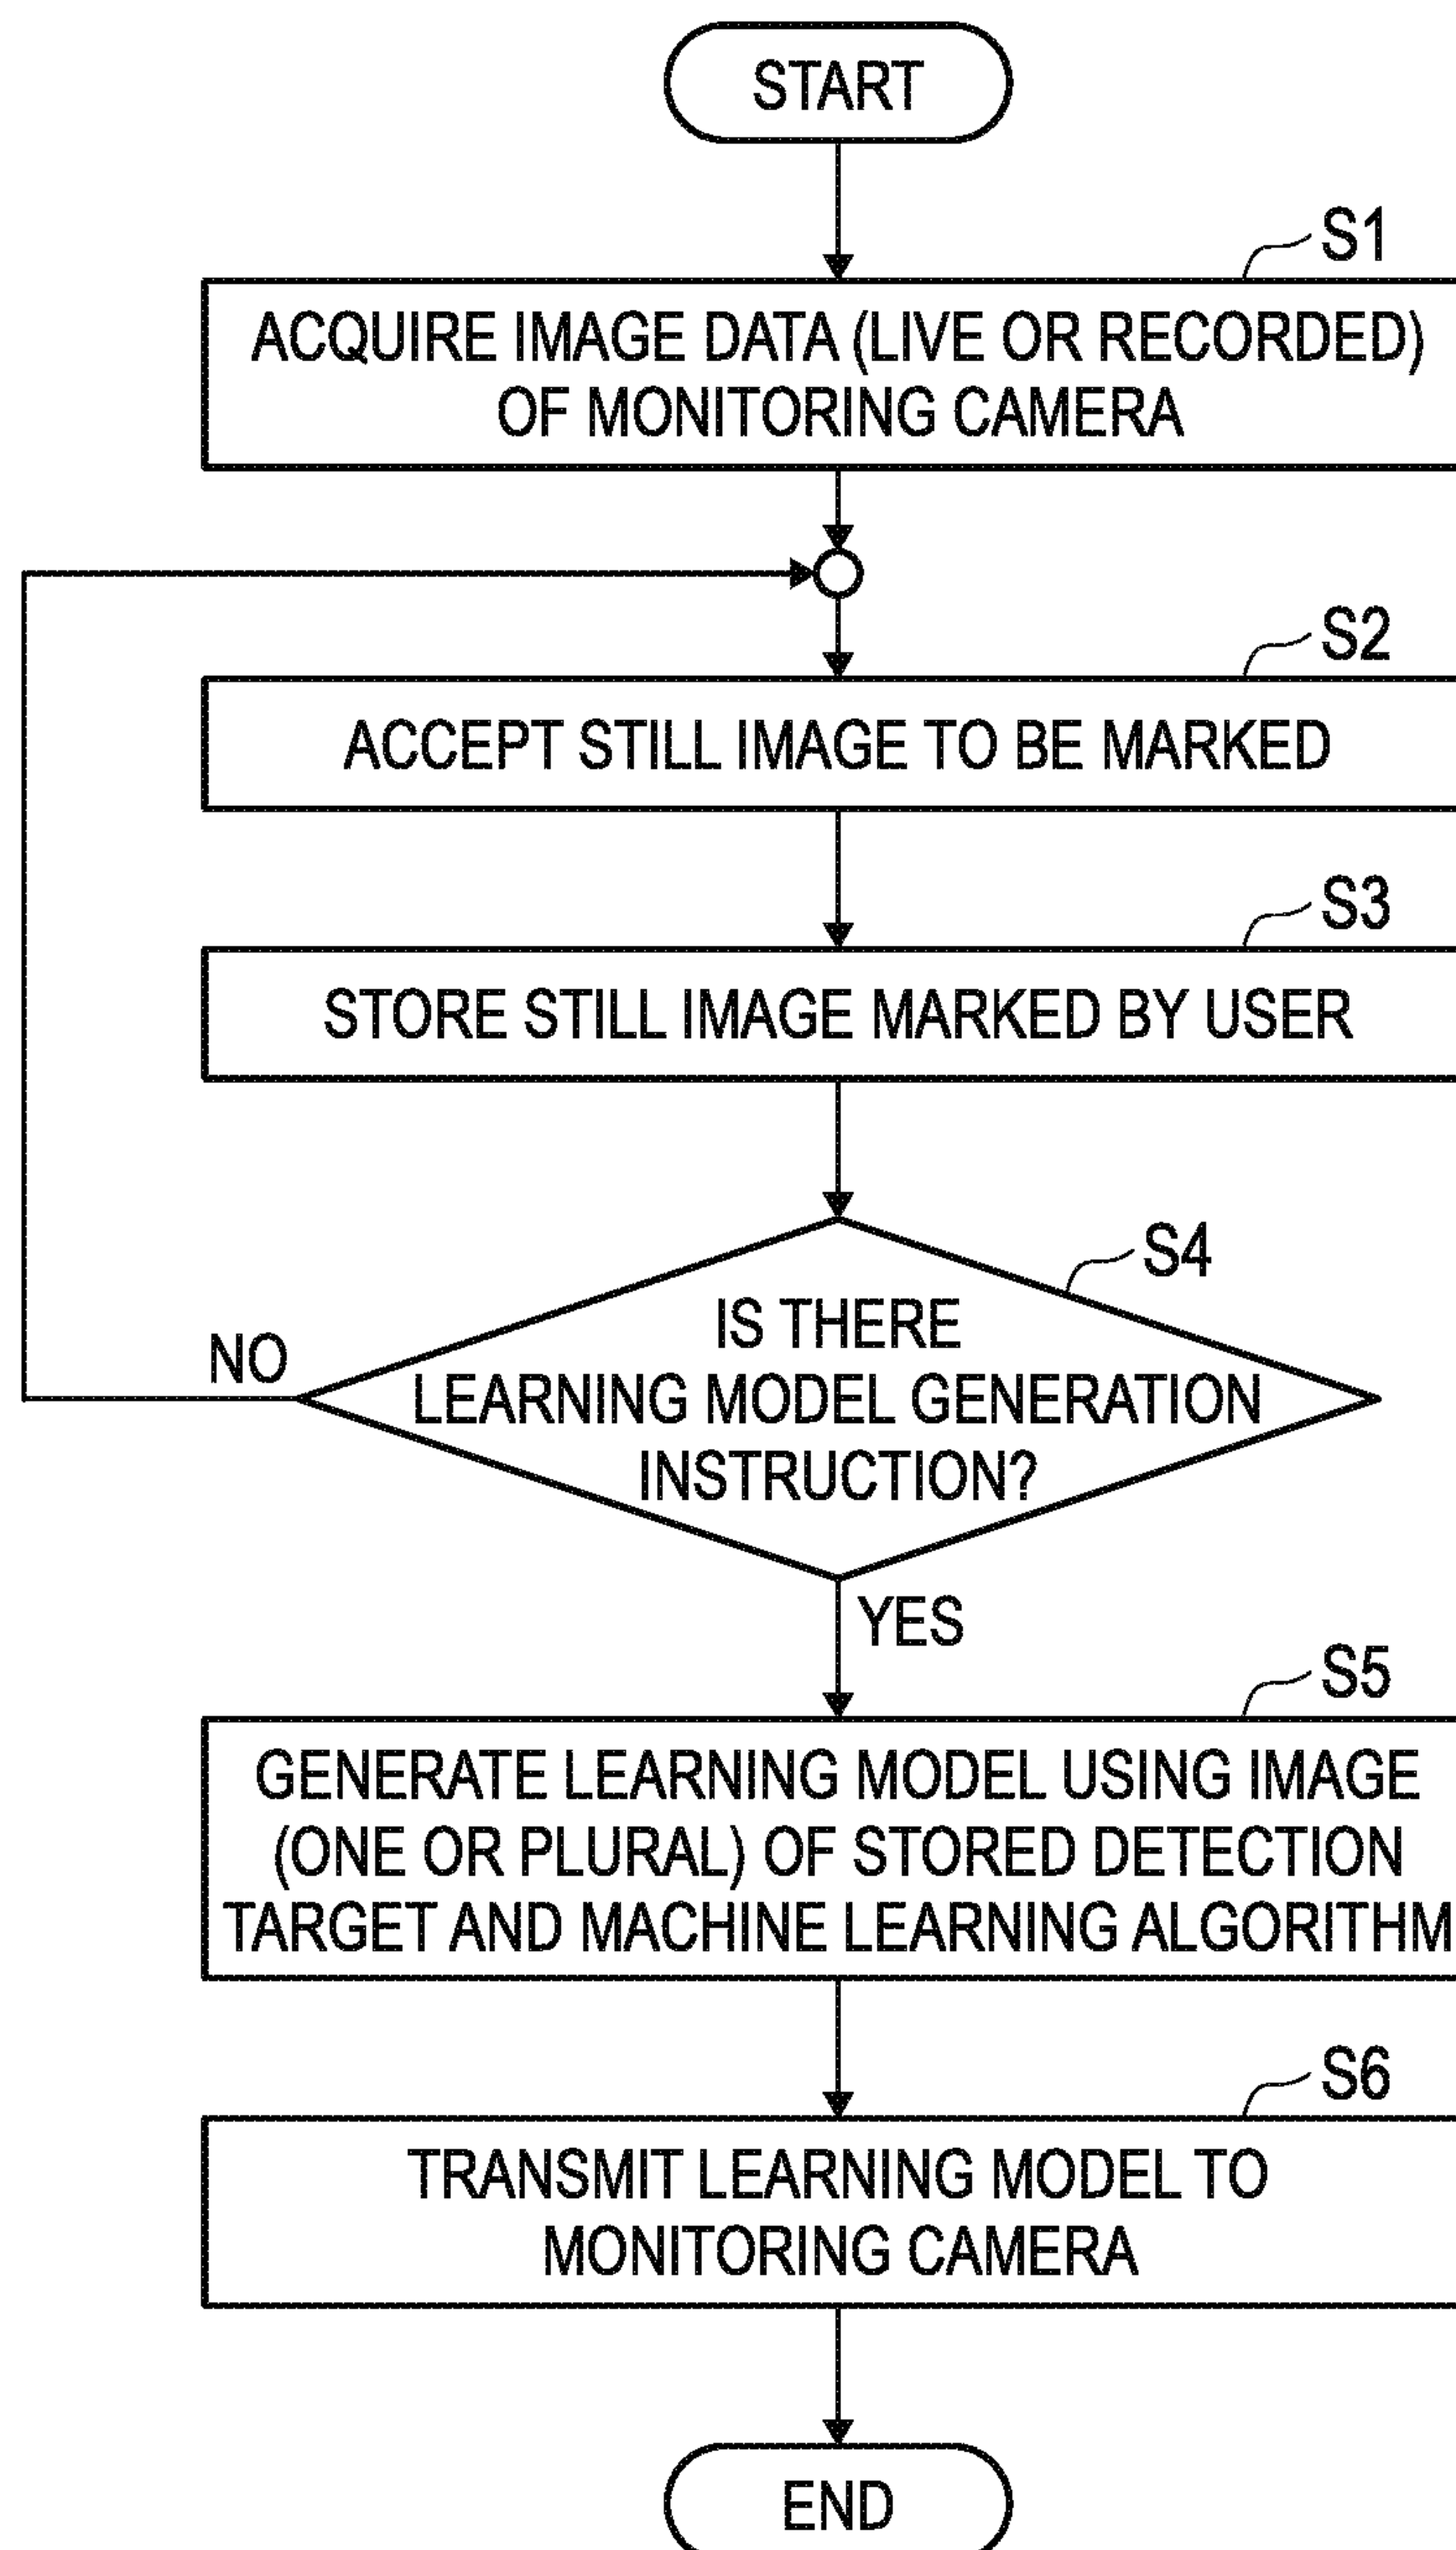 START
S1
ACQUIRE IMAGE DATA (LIVE OR RECORDED)
OF MONITORING CAMERA
S2
ACCEPT STILL IMAGE TO BE MARKED
S3
STORE STILL IMAGE MARKED BY USER
S4
IS THERE
LEARNING MODEL GENERATION
INSTRUCTION?
NO
YES
S5
GENERATE LEARNING MODEL USING IMAGE
(ONE OR PLURAL) OF STORED DETECTION
TARGET AND MACHINE LEARNING ALGORITHM
S6
TRANSMIT LEARNING MODEL TO
MONITORING CAMERA
END